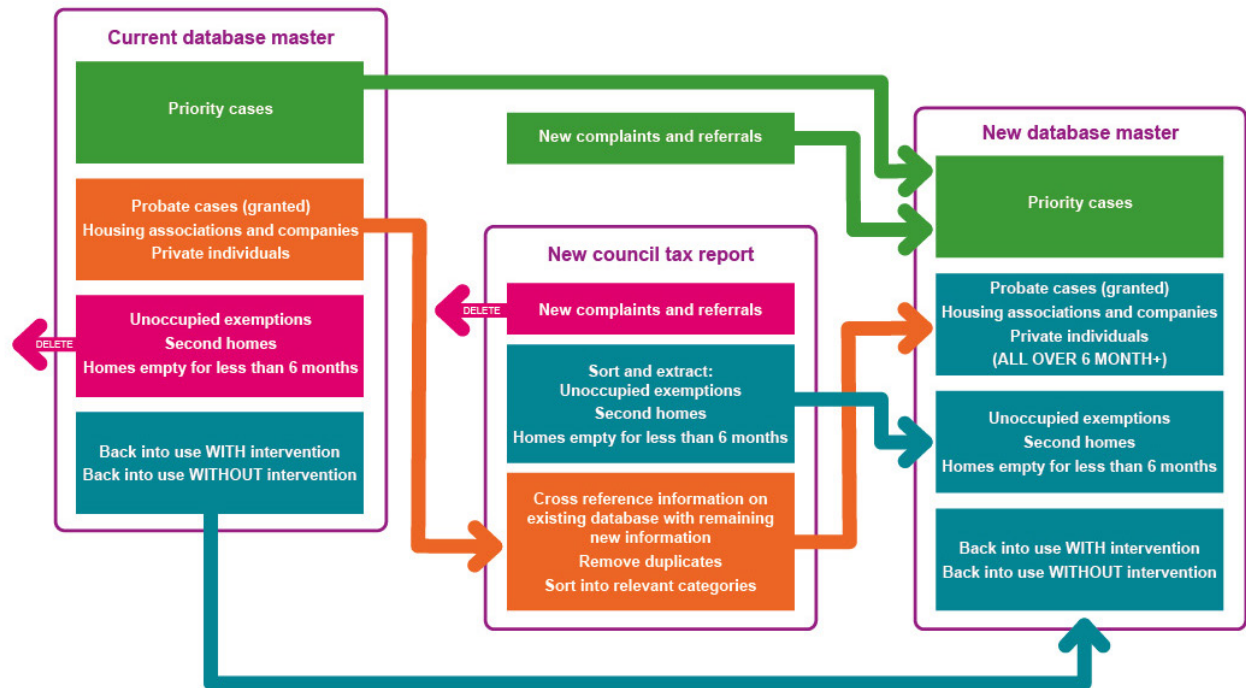 Current database master
Priority cases
Probate cases (granted)
Housing associations and companies
Private individuals
DELETE
Unoccupied exemptions
Second homes
Homes empty for less than 6 months
Back into use WITH intervention
Back into use WITHOUT intervention
New complaints and referrals
New council tax report
DELETE
New complaints and referrals
Sort and extract:
Unoccupied exemptions
Second homes
Homes empty for less than 6 months
Cross reference information on
existing database with remaining
new information
Remove duplicates
Sort into relevant categories
New database master
Priority cases
Probate cases (granted)
Housing associations and companies
Private individuals
(ALL OVER 6 MONTH+)
Unoccupied exemptions
Second homes
Homes empty for less than 6 months
Back into use WITH intervention
Back into use WITHOUT intervention